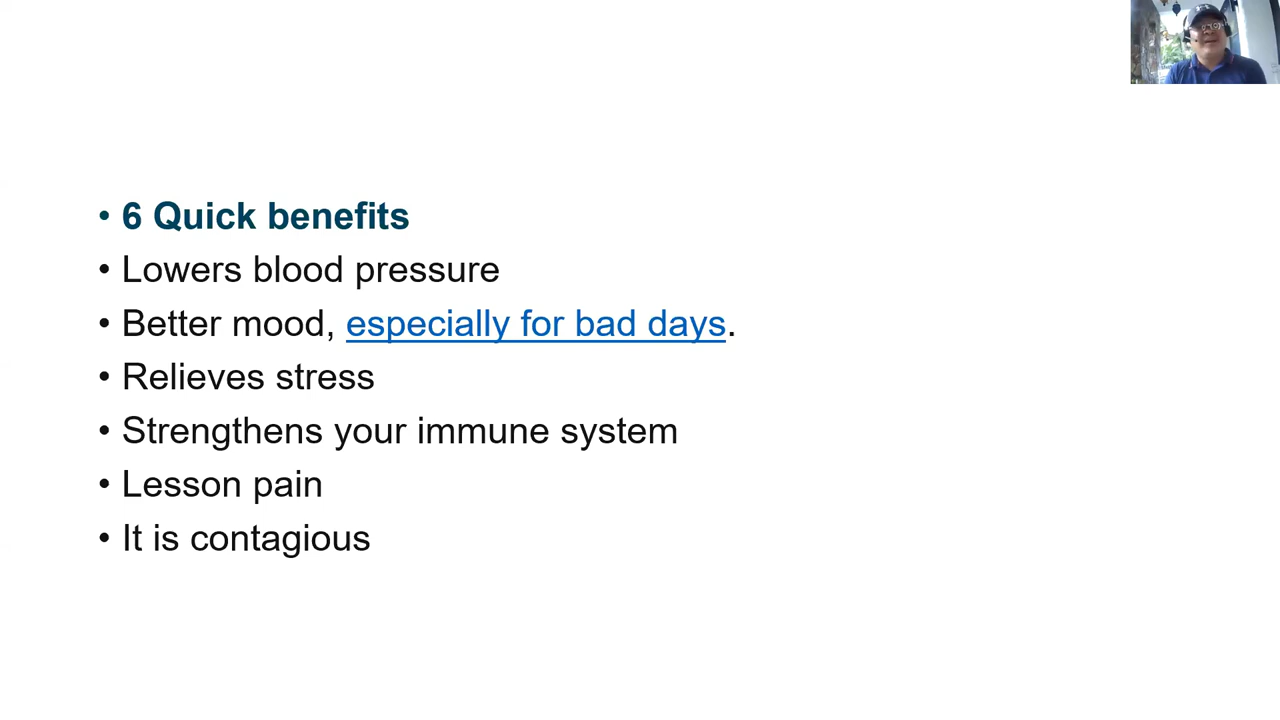 • 6 Quick benefits
• Lowers blood pressure
• Better mood, especially for bad days.
• Relieves stress
• Strengthens your immune system
• Lesson pain
• It is contagious